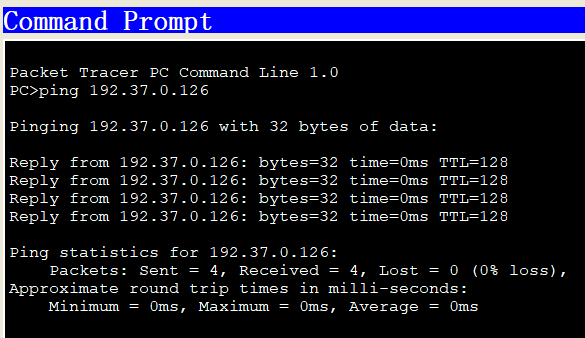 Command Prompt
Packet Tracer PC Command Line 1.0
PC>ping 192.37.0.126
Pinging 192.37.0.126 with 32 bytes of data:
Reply from 192.37.0.126: bytes=32 time=0ms TTL=128
Reply from 192.37.0.126: bytes=32 time=0ms TTL=128
Reply from 192.37.0.126: bytes=32 time=0ms TTL=128
Reply from 192.37.0.126: bytes=32 time=0ms TTL=128
Ping statistics for 192.37.0.126:
Packets: Sent = 4, Received = 4, Lost = 0 (0% loss),
Approximate round trip times in milli-seconds:
Minimum = 0ms, Maximum = 0ms, Average = 0ms